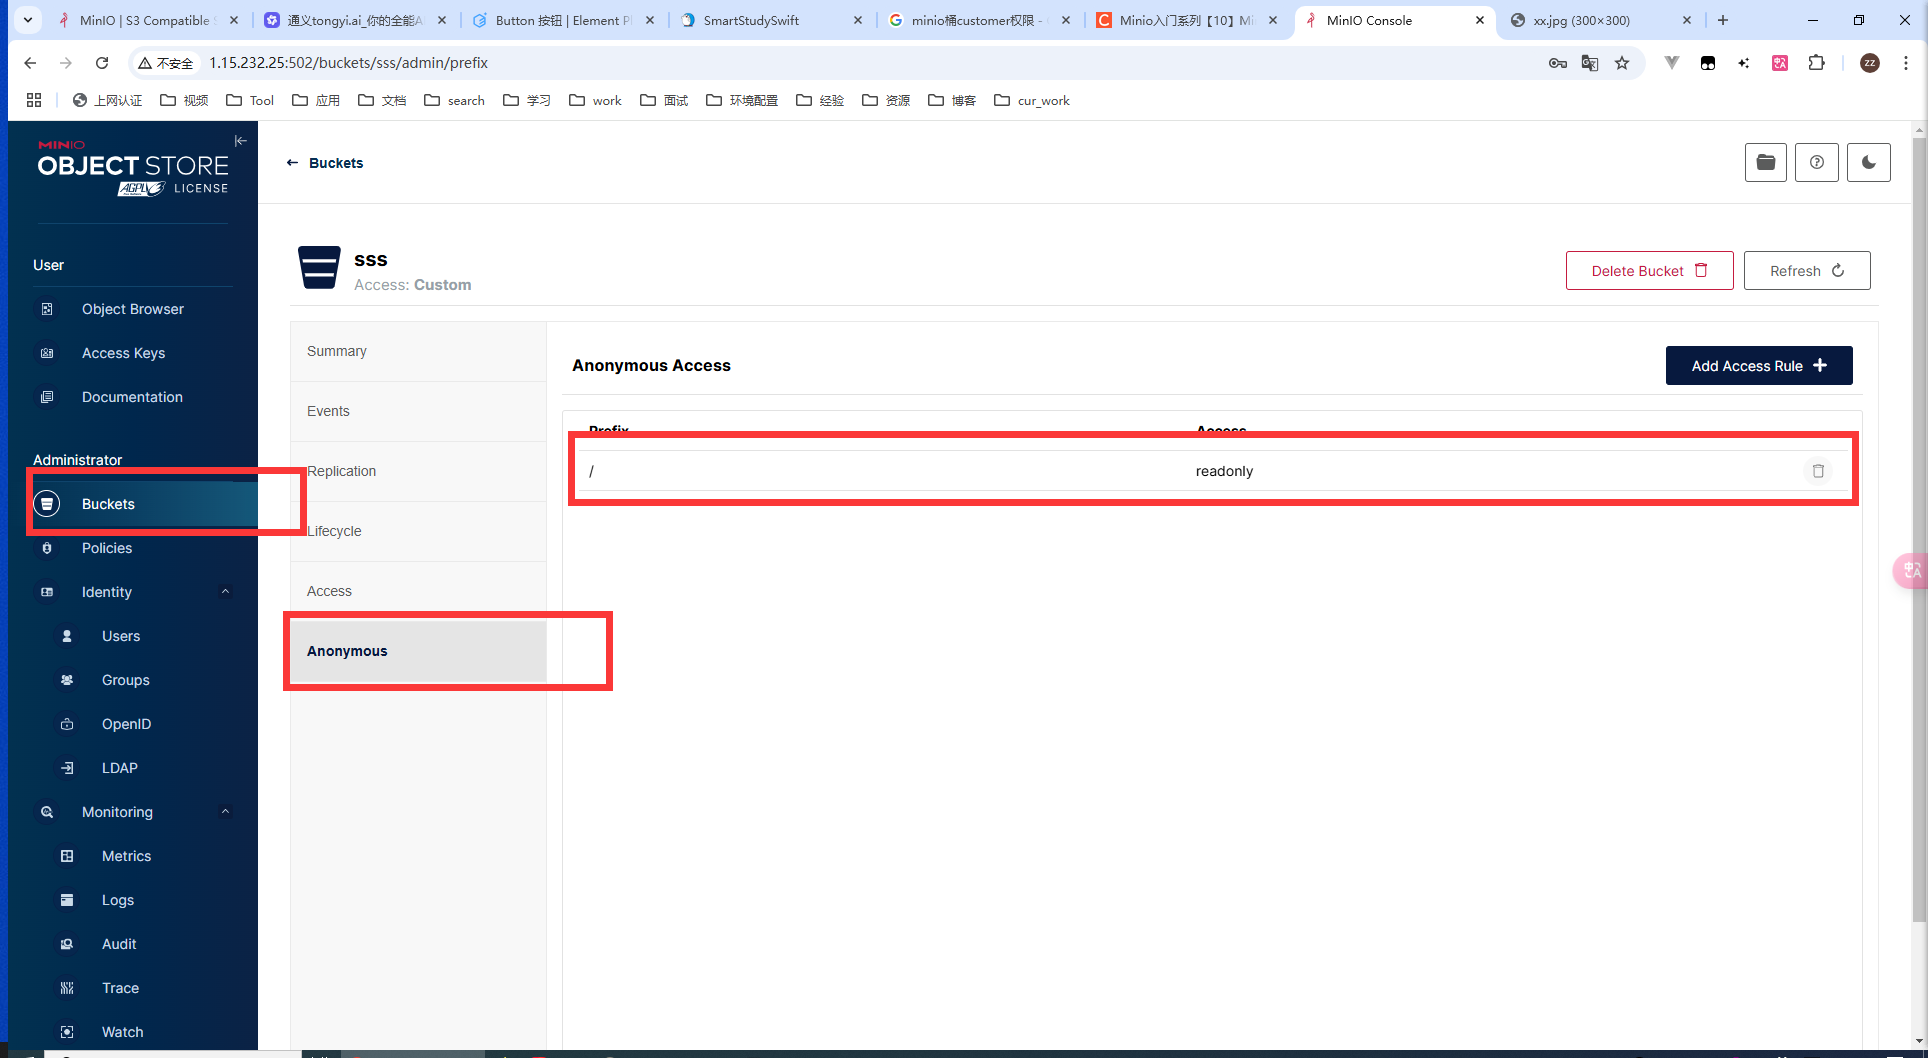 MinIO | S3 Compatible S
通义tongyi.ai_你的全能A
Button 按钮 | Element Pl
SmartStudySwift
minio桶customer权限 -
Minio入门系列【10】Mi
MinIO Console
xx.jpg (300×300)
不安全
1.15.232.25:502/buckets/sss/admin/prefix
ZZ
上网认证
视频
Tool
应用
文档
search
学习
work
面试
环境配置
经验
资源
博客
cur_work
MINIO
OBJECT STORE
AGPLv3 LICENSE
User
Object Browser
Access Keys
Documentation
Administrator
Buckets
Policies
Identity
Users
Groups
OpenID
LDAP
Monitoring
Metrics
Logs
Audit
Trace
Watch
Buckets
sss
Access: Custom
Delete Bucket
Refresh
Summary
Events
Replication
Lifecycle
Access
Anonymous
Anonymous Access
Add Access Rule
Prefix
Access
/
readonly